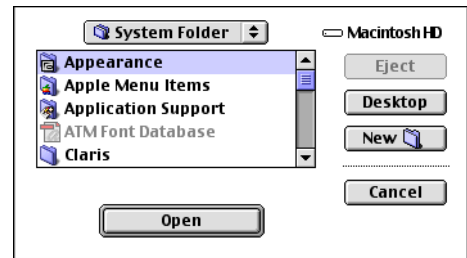 System Folder
Macintosh HD
Appearance
Apple Menu Items
Application Support
ATM Font Database
Claris
Eject
Desktop
New
Cancel
Open